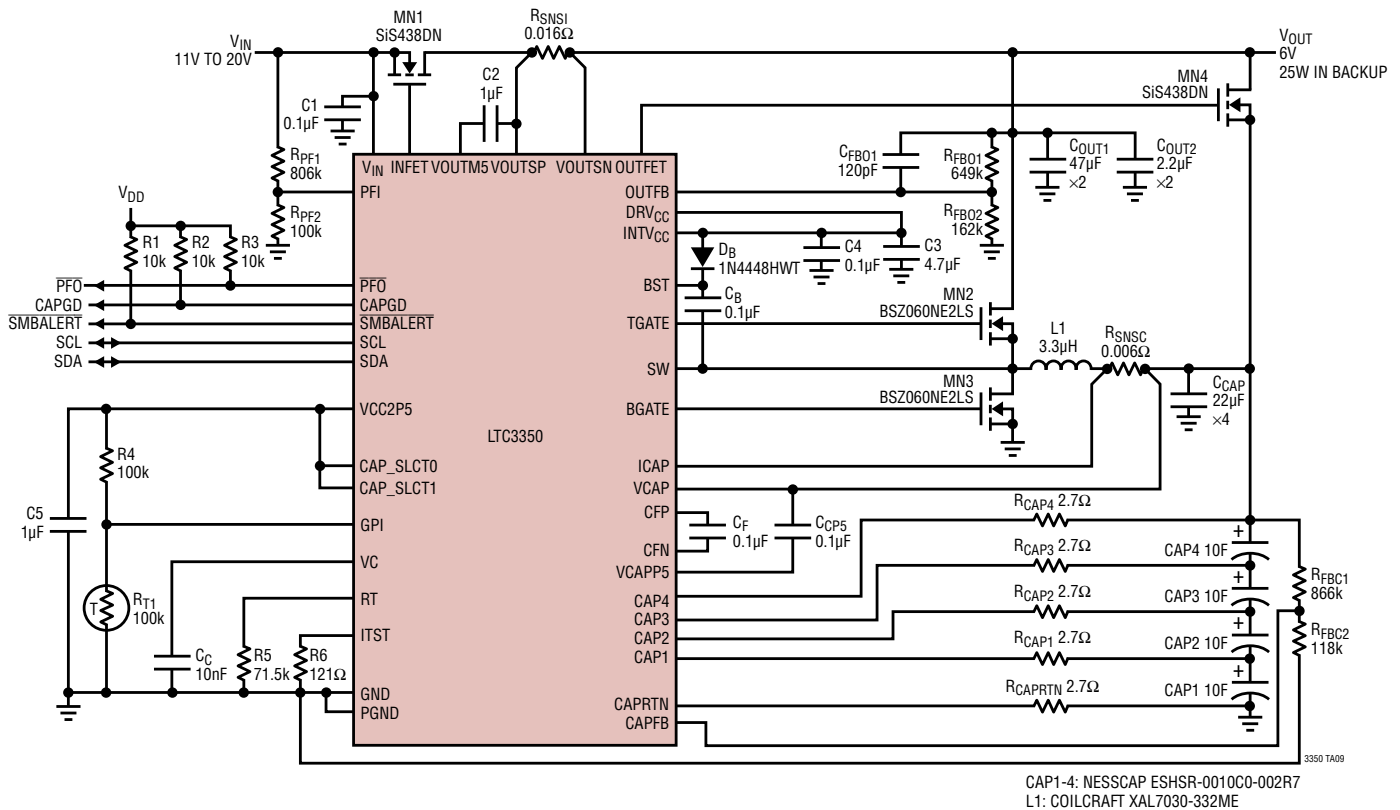 MN1
SiS438DN
RSNSI
0.016Ω
VIN
11V TO 20V
VOUT
6V
25W IN BACKUP
MN4
SiS438DN
C2
1µF
C1
0.1µF
VIN INFET VOUTM5 VOUTSP VOUTSN OUTFET
CFBO1
120pF
RFBO1
649k
COUT1
47µF
×2
COUT2
2.2µF
×2
RPF1
806k
PFI
OUTFB
RPF2
100k
DRVCC
INTVCC
RFBO2
162k
VDD
R1
10k
R2
10k
R3
10k
DB
1N4448HWT
C4
0.1µF
C3
4.7µF
PFO
PFO
BST
CAPGD
CAPGD
CB
0.1µF
MN2
BSZ060NE2LS
SMBALERT
SMBALERT
TGATE
SCL
SCL
L1
3.3µH
RSNSC
0.006Ω
SDA
SDA
SW
MN3
BSZ060NE2LS
CCAP
22µF
×4
VCC2P5
BGATE
LTC3350
R4
100k
CAP_SLCT0
ICAP
CAP_SLCT1
VCAP
C5
1µF
GPI
CFP
CF
0.1µF
CCP5
0.1µF
RCAP4 2.7Ω
CFN
VC
VCAPP5
RCAP3 2.7Ω
+
CAP4 10F
T
RT1
100k
RT
CAP4
RCAP2 2.7Ω
+
CAP3 10F
RFBC1
866k
CAP3
ITST
CAP2
RCAP1 2.7Ω
+
CAP2 10F
RFBC2
118k
CAP1
CC
10nF
R5
71.5k
R6
121Ω
RCAPRTN 2.7Ω
+
CAP1 10F
GND
PGND
CAPRTN
CAPFB
3350 TA09
CAP1-4: NESSCAP ESHSR-0010C0-002R7
L1: COILCRAFT XAL7030-332ME